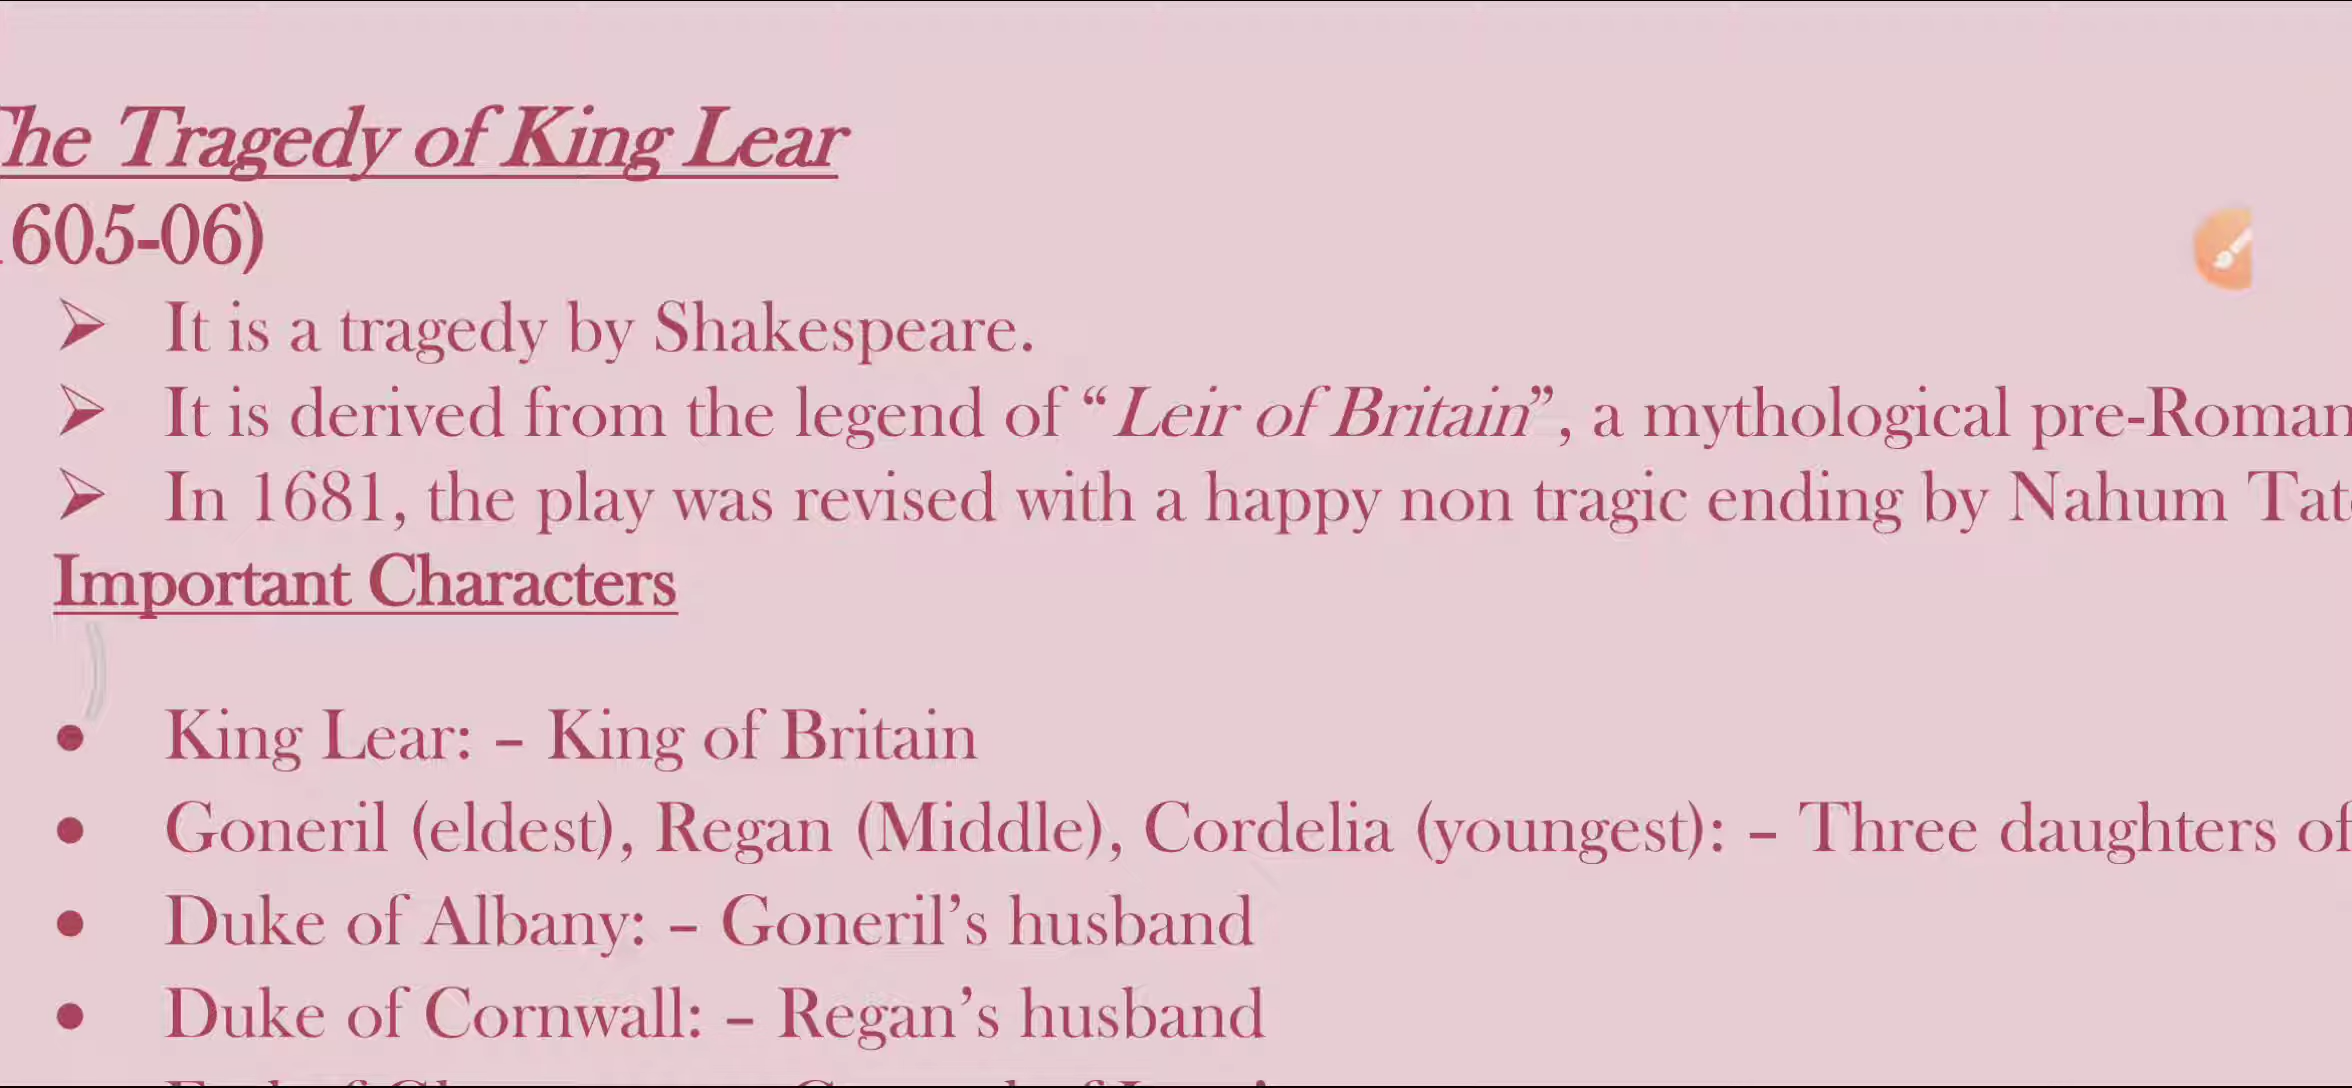 The Tragedy of King Lear
1605-06)
It is a tragedy by Shakespeare.
It is derived from the legend of “Leir of Britain”, a mythological pre-Roman
In 1681, the play was revised with a happy non tragic ending by Nahum Tat
Important Characters
King Lear: – King of Britain
Goneril (eldest), Regan (Middle), Cordelia (youngest): – Three daughters of
Duke of Albany: – Goneril’s husband
Duke of Cornwall: – Regan’s husband